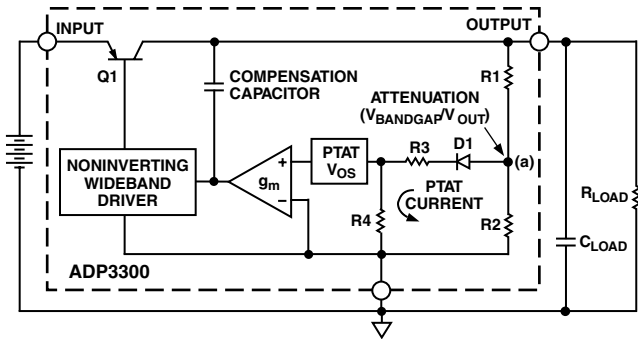 INPUT
OUTPUT
Q1
COMPENSATION
CAPACITOR
R1
ATTENUATION
(VBANDGAP/VOUT)
R3
D1
(a)
NONINVERTING
WIDEBAND
DRIVER
gm
+
−
PTAT
VOS
PTAT
CURRENT
R4
R2
RLOAD
CLOAD
ADP3300